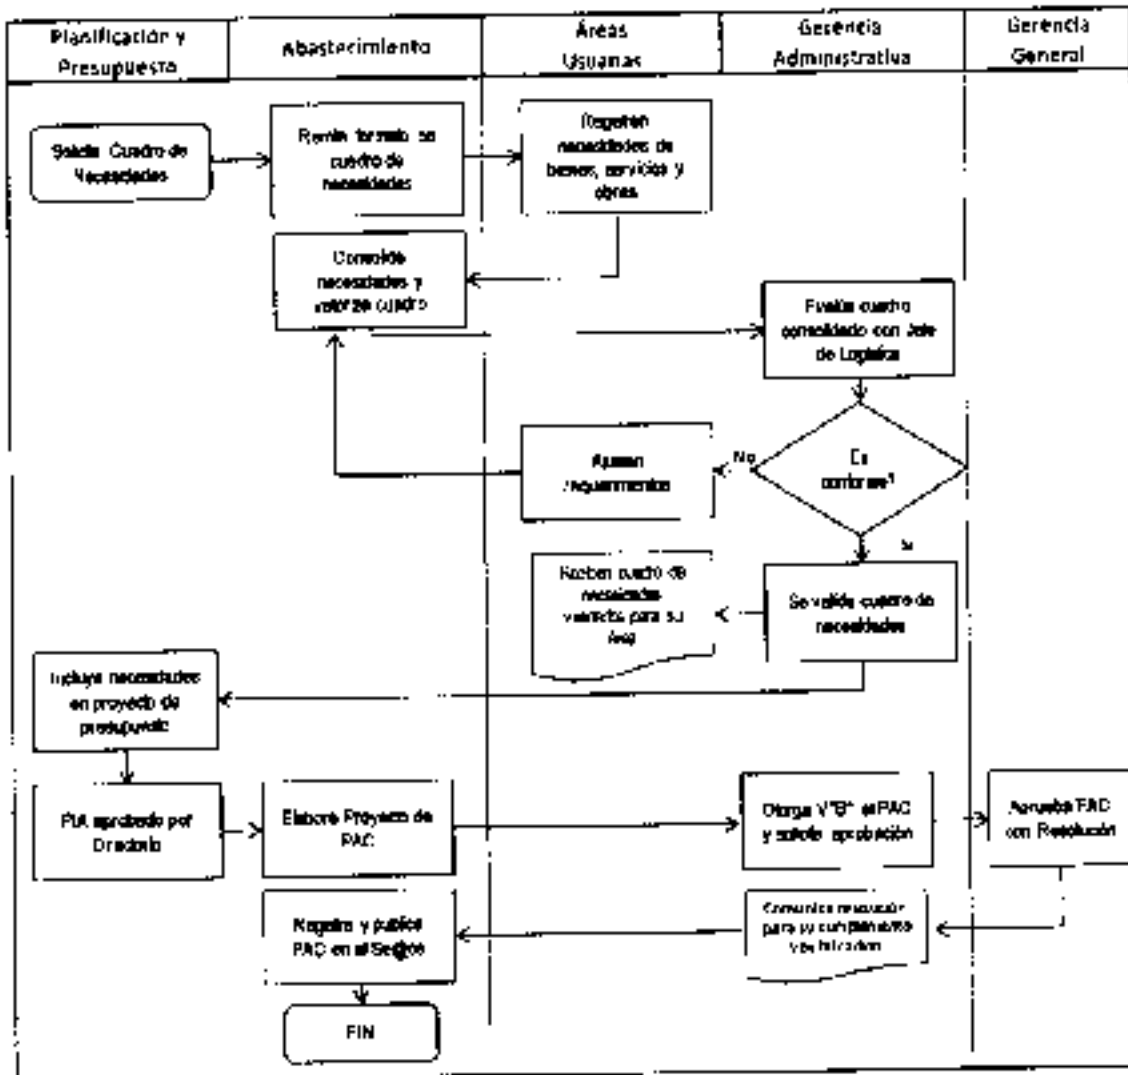 Planificación y
Presupuesto
Abastecimiento
Áreas
Usuarias
Gerencia
Administrativa
Gerencia
General
Solicita Cuadro de
Necesidades
Remite formato de
cuadro de
necesidades
Registran
necesidades de
bienes, servicios y
obras
Consolida
necesidades y
valoriza cuadro
Evalúa cuadro
consolidado con Jefe
de Logística
Ajustan
requerimientos
No
Es
conforme?
Si
Reciben cuadro de
necesidades
para su
Área
Se valida cuadro de
necesidades
Incluye necesidades
en proyecto de
presupuesto
PIA aprobado por
Directorio
Elabora Proyecto de
PAC
Otorga V°B° al PAC
y solicita aprobación
Aprueba PAC
con Resolución
Comunica resolución
para su cumplimiento
y publicación
Registra y publica
PAC en el
FIN